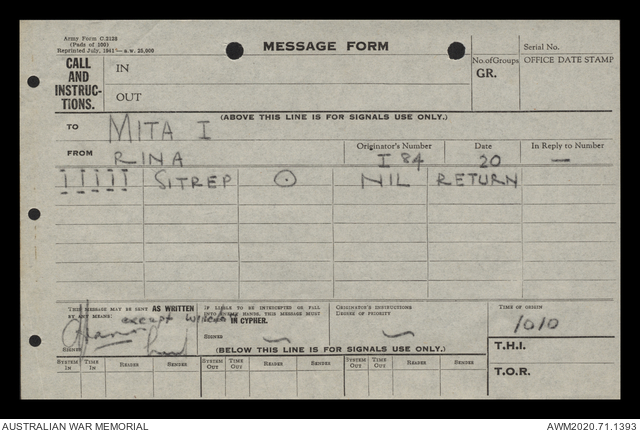 Army Form C.2128
(Pads of 100)
Reprinted July, 1941 — s.w. 25,000
MESSAGE FORM
Serial No.
CALL AND INSTRUC-TIONS.
IN
OUT
No. of Groups
GR.
OFFICE DATE STAMP
(ABOVE THIS LINE IS FOR SIGNALS USE ONLY.)
TO MITA I
FROM RINA
Originator's Number
I 84
Date
20
In Reply to Number
—
SITREP ⊙ NIL RETURN
THIS MESSAGE MAY BE SENT AS WRITTEN
BY ANY MEANS: except wireless
SIGNED
IF LIABLE TO BE INTERCEPTED OR FALL
INTO ENEMY HANDS, THIS MESSAGE MUST
BE SENT IN CYPHER.
SIGNED
ORIGINATOR'S INSTRUCTIONS
DEGREE OF PRIORITY
TIME OF ORIGIN
1010
T.H.I.
T.O.R.
(BELOW THIS LINE IS FOR SIGNALS USE ONLY.)
SYSTEM IN TIME IN READER SENDER SYSTEM OUT TIME OUT READER SENDER SYSTEM OUT TIME OUT READER SENDER
AUSTRALIAN WAR MEMORIAL
AWM2020.71.1393